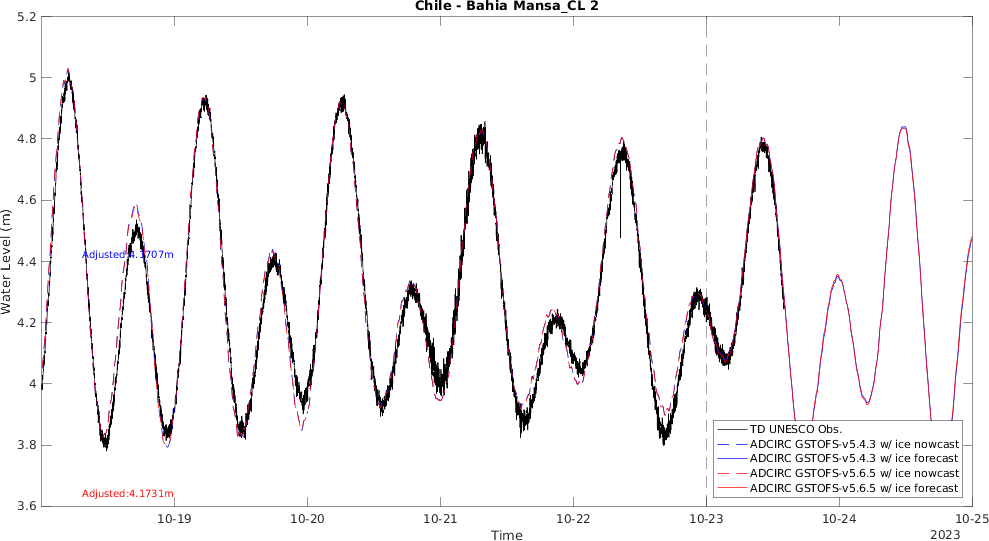 Chile - Bahia Mansa_CL 2
Water Level (m)
5.2
5
4.8
4.6
4.4
4.2
4
3.8
3.6
Adjusted:4.1707m
Adjusted:4.1731m
TD UNESCO Obs.
ADCIRC GSTOFS-v5.4.3 w/ ice nowcast
ADCIRC GSTOFS-v5.4.3 w/ ice forecast
ADCIRC GSTOFS-v5.6.5 w/ ice nowcast
ADCIRC GSTOFS-v5.6.5 w/ ice forecast
10-19 10-20 10-21 10-22 10-23 10-24 10-25
Time
2023